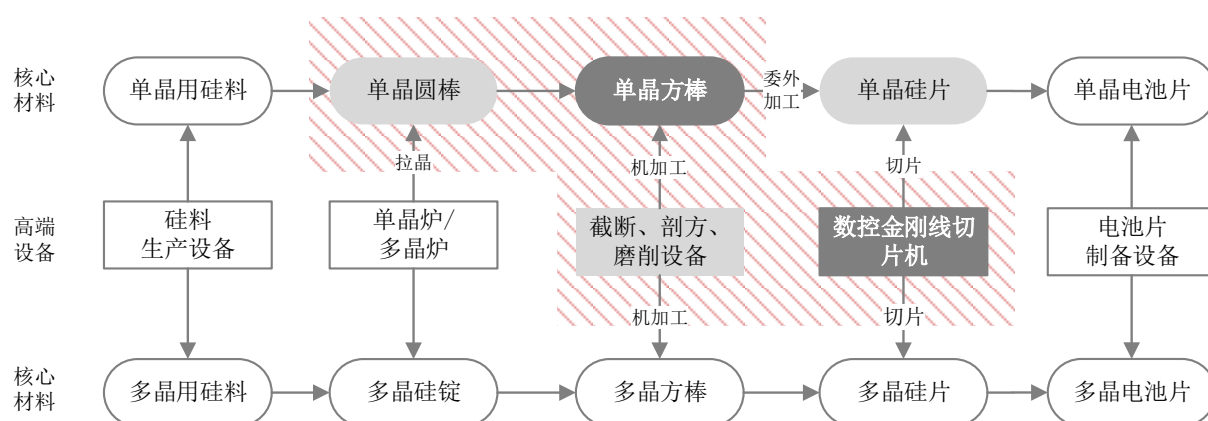 核心
材料
单晶用硅料
单晶圆棒
单晶方棒
委外
加工
单晶硅片
单晶电池片
拉晶
机加工
切片
高端
设备
硅料
生产设备
单晶炉/
多晶炉
截断、剖方、
磨削设备
数控金刚线切
片机
电池片
制备设备
机加工
切片
核心
材料
多晶用硅料
多晶硅锭
多晶方棒
多晶硅片
多晶电池片